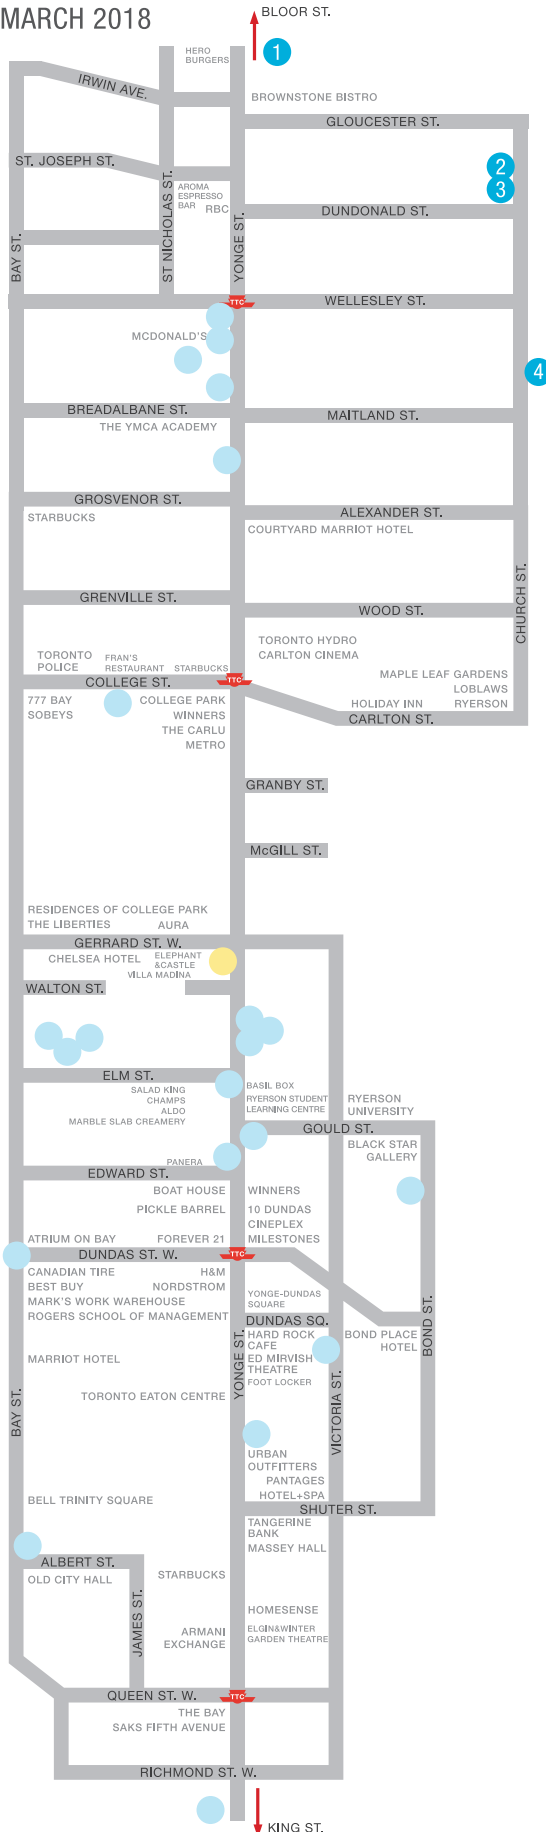 MARCH 2018
BLOOR ST.
HERO
BURGERS
1
IRWIN AVE.
BROWNSTONE BISTRO
GLOUCESTER ST.
ST. JOSEPH ST.
2
3
AROMA
ESPRESSO
BAR
RBC
DUNDONALD ST.
BAY ST.
ST NICHOLAS ST.
YONGE ST.
TTC
WELLESLEY ST.
MCDONALD'S
4
BREADALBANE ST.
MAITLAND ST.
THE YMCA ACADEMY
GROSVENOR ST.
STARBUCKS
ALEXANDER ST.
COURTYARD MARRIOT HOTEL
CHURCH ST.
GRENVILLE ST.
WOOD ST.
TORONTO HYDRO
CARLTON CINEMA
TORONTO
POLICE
FRAN'S
RESTAURANT
STARBUCKS
COLLEGE ST.
TTC
MAPLE LEAF GARDENS
LOBLAWS
HOLIDAY INN
RYERSON
CARLTON ST.
777 BAY
SOBEYS
COLLEGE PARK
WINNERS
THE CARLU
METRO
GRANBY ST.
McGILL ST.
RESIDENCES OF COLLEGE PARK
THE LIBERTIES
AURA
GERRARD ST. W.
CHELSEA HOTEL
ELEPHANT
&CASTLE
VILLA MADINA
WALTON ST.
ELM ST.
SALAD KING
CHAMPS
ALDO
MARBLE SLAB CREAMERY
BASIL BOX
RYERSON STUDENT
LEARNING CENTRE
RYERSON
UNIVERSITY
GOULD ST.
BLACK STAR
GALLERY
PANERA
EDWARD ST.
BOAT HOUSE
WINNERS
PICKLE BARREL
10 DUNDAS
CINEPLEX
ATRIUM ON BAY
FOREVER 21
MILESTONES
DUNDAS ST. W.
TTC
CANADIAN TIRE
H&M
BEST BUY
NORDSTROM
MARK'S WORK WAREHOUSE
ROGERS SCHOOL OF MANAGEMENT
YONGE-DUNDAS
SQUARE
DUNDAS SQ.
HARD ROCK
CAFE
ED MIRVISH
THEATRE
FOOT LOCKER
BOND PLACE
HOTEL
BOND ST.
MARRIOT HOTEL
BAY ST.
YONGE ST.
VICTORIA ST.
TORONTO EATON CENTRE
URBAN
OUTFITTERS
PANTAGES
HOTEL+SPA
BELL TRINITY SQUARE
SHUTER ST.
TANGERINE
BANK
MASSEY HALL
ALBERT ST.
OLD CITY HALL
STARBUCKS
JAMES ST.
HOMESENSE
ARMANI
EXCHANGE
ELGIN&WINTER
GARDEN THEATRE
QUEEN ST. W.
TTC
THE BAY
SAKS FIFTH AVENUE
RICHMOND ST. W.
KING ST.